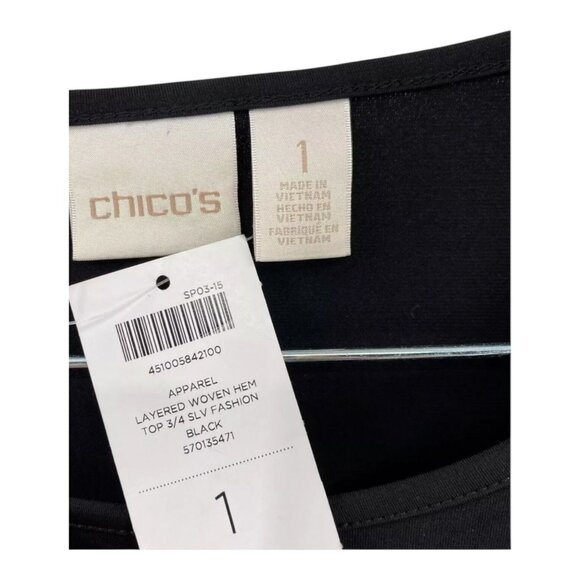 chico's
1
MADE IN
VIETNAM
HECHO EN
VIETNAM
FABRIQUÉ EN
VIETNAM
SP03-15
451005842100
APPAREL
LAYERED WOVEN HEM
TOP 3/4 SLV FASHION
BLACK
570135471
1